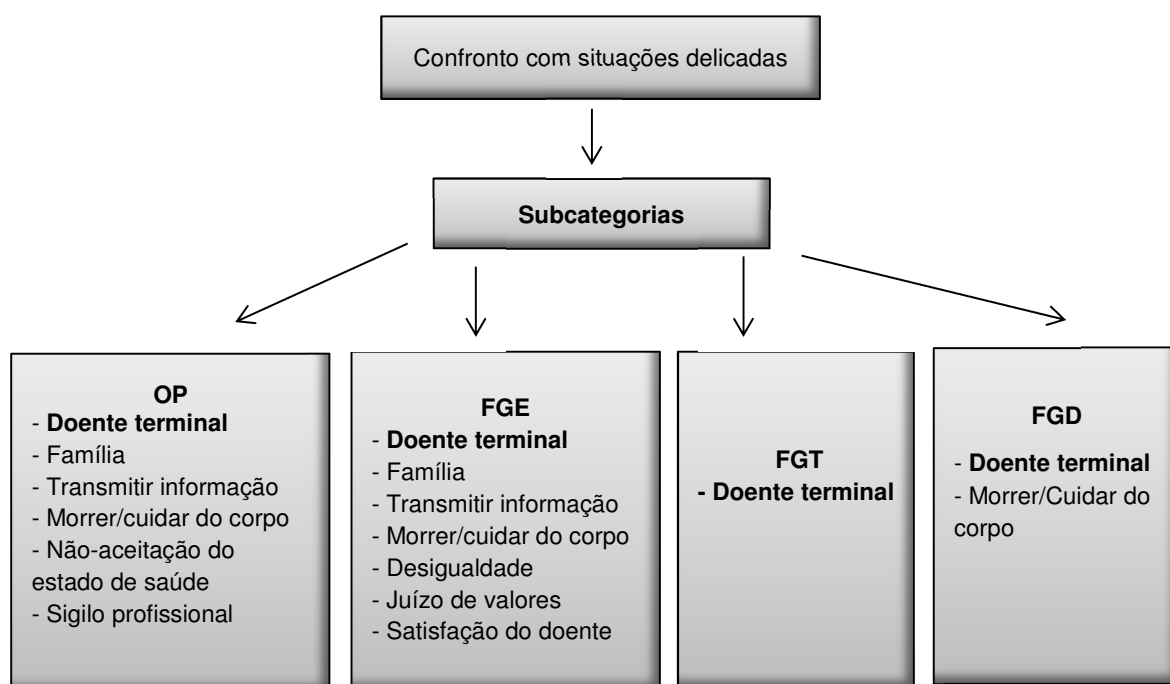 Confronto com situações delicadas
Subcategorias
OP
- Doente terminal
- Família
- Transmitir informação
- Morrer/cuidar do corpo
- Não-aceitação do
estado de saúde
- Sigilo profissional
FGE
- Doente terminal
- Família
- Transmitir informação
- Morrer/cuidar do corpo
- Desigualdade
- Juízo de valores
- Satisfação do doente
FGT
- Doente terminal
FGD
- Doente terminal
- Morrer/Cuidar do
corpo